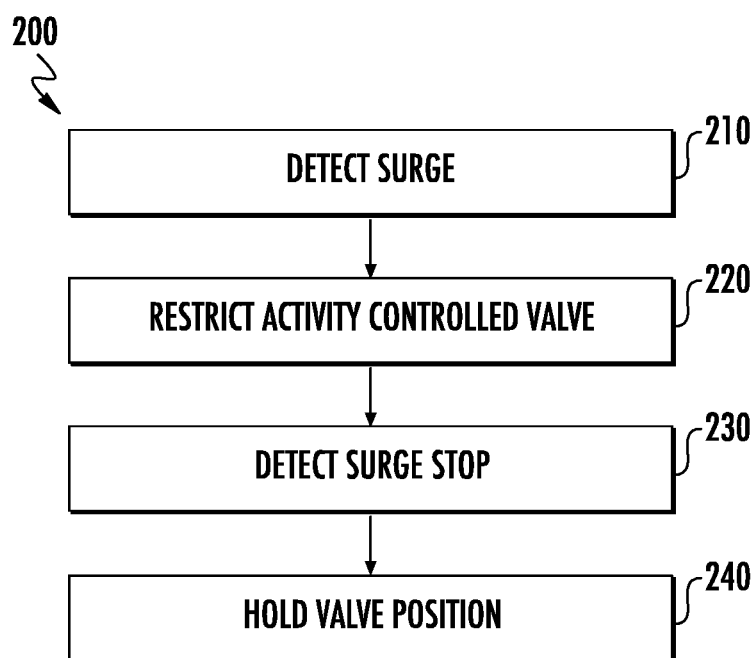 200
DETECT SURGE
210
RESTRICT ACTIVITY CONTROLLED VALVE
220
DETECT SURGE STOP
230
HOLD VALVE POSITION
240